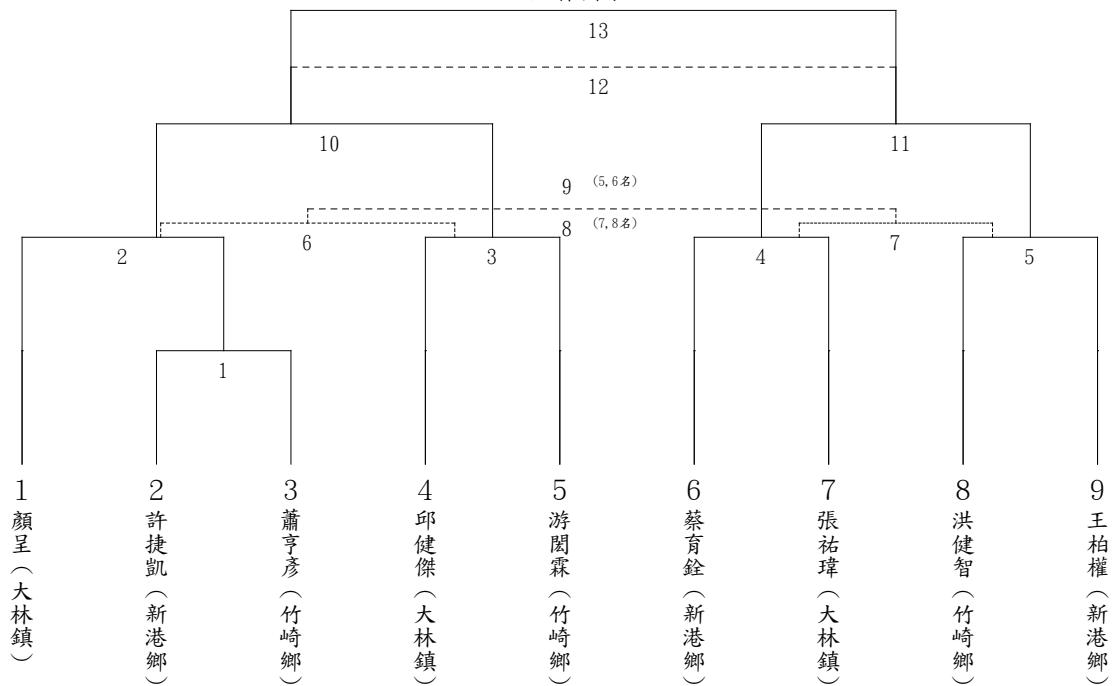 13
12
10
11
9 (5,6名)
8 (7,8名)
6
7
2
3
4
5
1
1 顏呈(大林鎮)
2 許捷凱(新港鄉)
3 蕭亨彥(竹崎鄉)
4 邱健傑(大林鎮)
5 游閎霖(竹崎鄉)
6 蔡育銓(新港鄉)
7 張祐瑋(大林鎮)
8 洪健智(竹崎鄉)
9 王柏權(新港鄉)